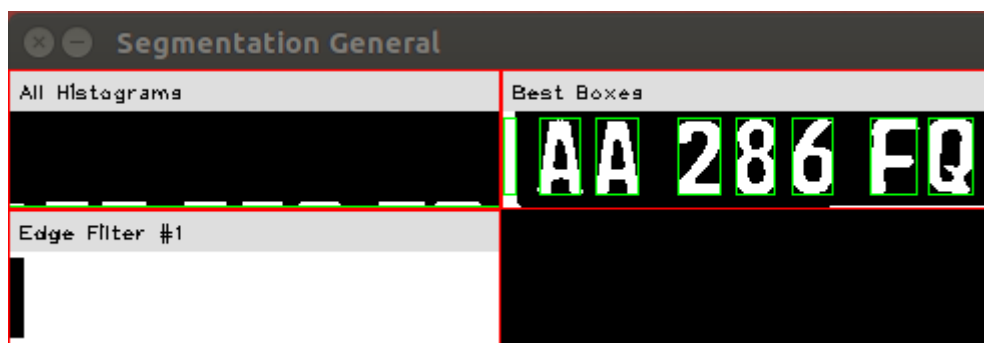 Segmentation General
All Histograms
Best Boxes
AA 286 FQ
Edge Filter #1